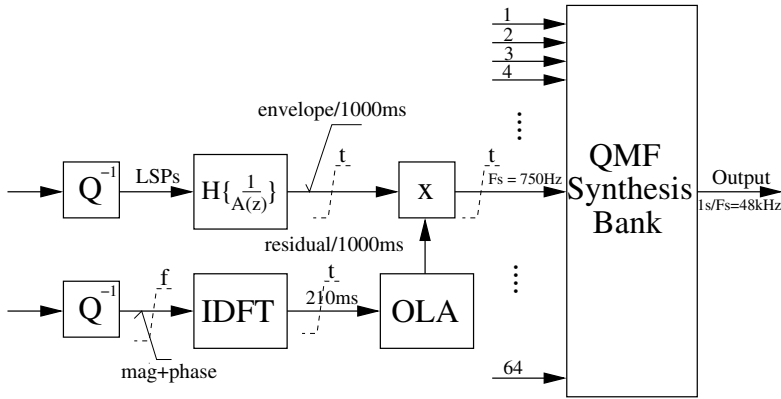 1
2
3
4
envelope/1000ms
t
t
Q⁻¹
LSPs
H{1/A(z)}
x
Fs = 750Hz
QMF
Synthesis
Bank
Output
1s/Fs=48kHz
residual/1000ms
f
t
Q⁻¹
IDFT
210ms
OLA
mag+phase
64